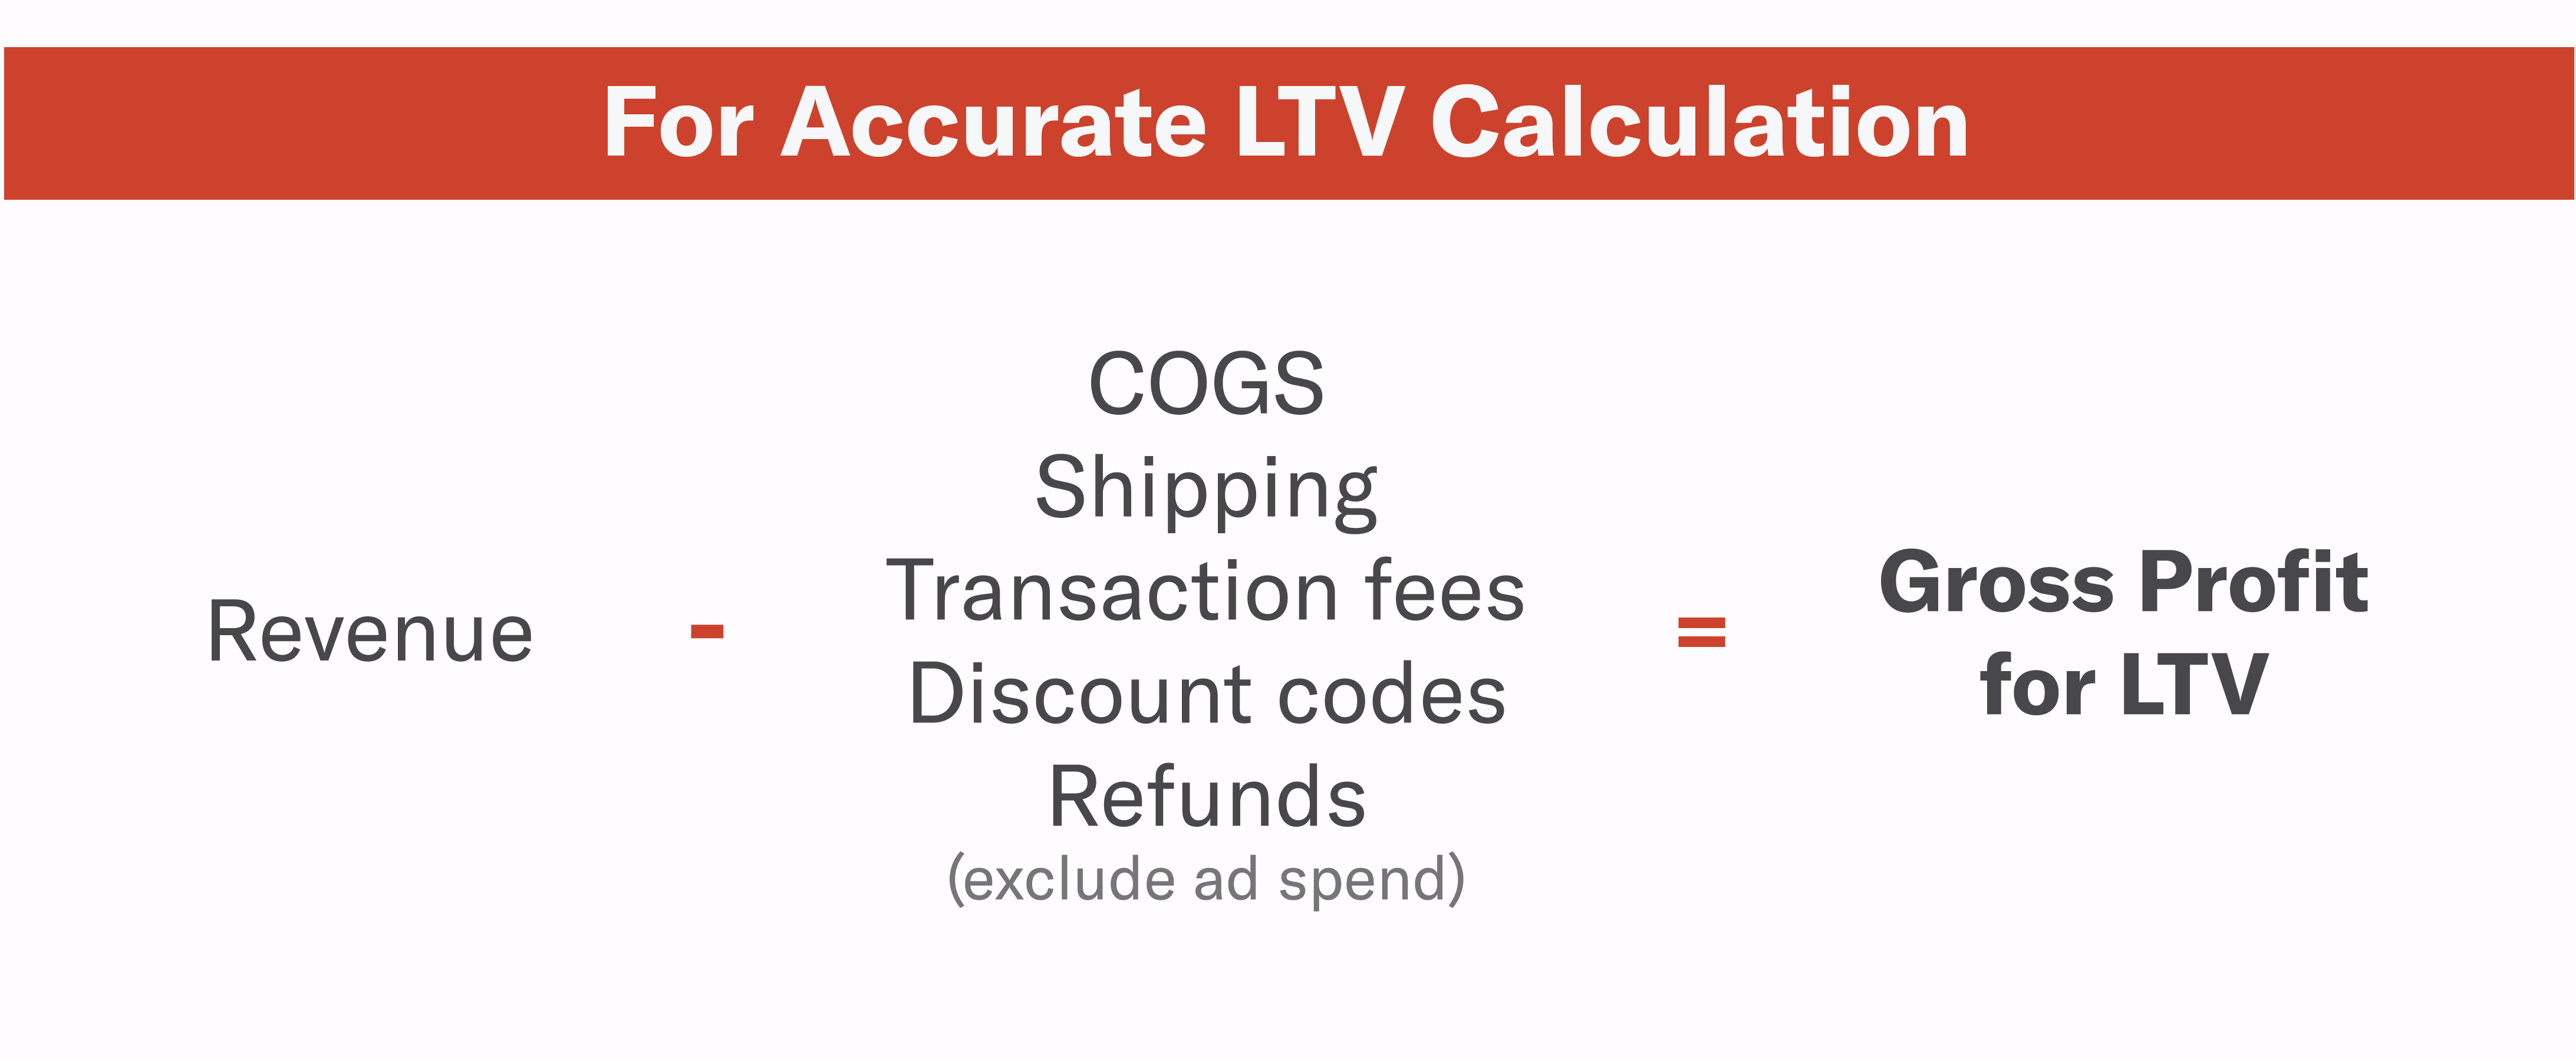 For Accurate LTV Calculation
Revenue
-
COGS
Shipping
Transaction fees
Discount codes
Refunds
(exclude ad spend)
=
Gross Profit
for LTV